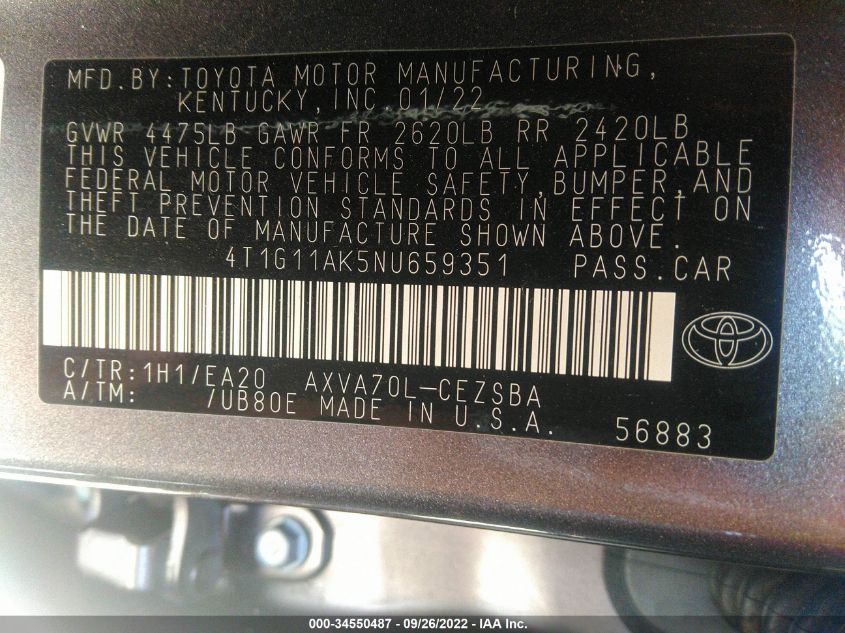 MFD.BY:TOYOTA MOTOR MANUFACTURING,
KENTUCKY,INC.01/22
GVWR 4475LB GAWR FR 2620LB RR 2420LB
THIS VEHICLE CONFORMS TO ALL APPLICABLE
FEDERAL MOTOR VEHICLE SAFETY,BUMPER,AND
THEFT PREVENTION STANDARDS IN EFFECT ON
THE DATE OF MANUFACTURE SHOWN ABOVE.
4T1G11AK5NU659351 PASS.CAR
C/TR:1H1/EA20 AXVA70L-CEZSBA
A/TM: /UB80E MADE IN U.S.A.
56883
000-34550487 - 09/26/2022 - IAA Inc.